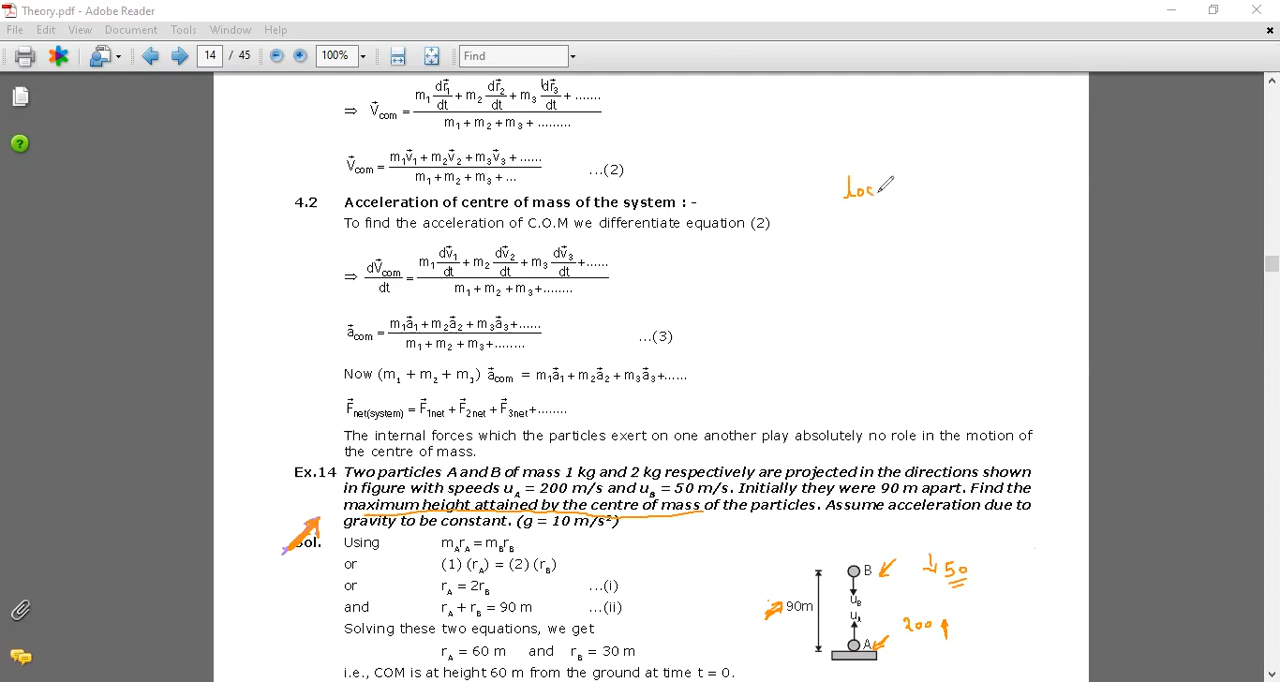 Theory.pdf - Adobe Reader
File Edit View Document Tools Window Help
14 / 45 100% Find
⇒ V⃗com = (m₁ dr⃗₁/dt + m₂ dr⃗₂/dt + m₃ dr⃗₃/dt + .......) / (m₁ + m₂ + m₃ + .........)
V⃗com = (m₁v⃗₁ + m₂v⃗₂ + m₃v⃗₃ + ......) / (m₁ + m₂ + m₃ + ...) ...(2)
loc
4.2 Acceleration of centre of mass of the system : -
To find the acceleration of C.O.M we differentiate equation (2)
⇒ dV⃗com/dt = (m₁ dv⃗₁/dt + m₂ dv⃗₂/dt + m₃ dv⃗₃/dt +......) / (m₁ + m₂ + m₃+........)
a⃗com = (m₁a⃗₁ + m₂a⃗₂ + m₃a⃗₃+......) / (m₁ + m₂ + m₃+........) ...(3)
Now (m₁ + m₂ + m₃) a⃗com = m₁a⃗₁ + m₂a⃗₂ + m₃a⃗₃+......
F⃗net(system) = F⃗1net + F⃗2net + F⃗3net+........
The internal forces which the particles exert on one another play absolutely no role in the motion of
the centre of mass.
Ex.14 Two particles A and B of mass 1 kg and 2 kg respectively are projected in the directions shown
in figure with speeds uA = 200 m/s and uB = 50 m/s. Initially they were 90 m apart. Find the
maximum height attained by the centre of mass of the particles. Assume acceleration due to
gravity to be constant. (g = 10 m/s²)
Sol. Using mArA = mBrB
or (1) (rA) = (2) (rB)
or rA = 2rB ...(i)
and rA + rB = 90 m ...(ii)
Solving these two equations, we get
rA = 60 m and rB = 30 m
i.e., COM is at height 60 m from the ground at time t = 0.
B ↓ 50
90m
uB
uA
200 ↑
A